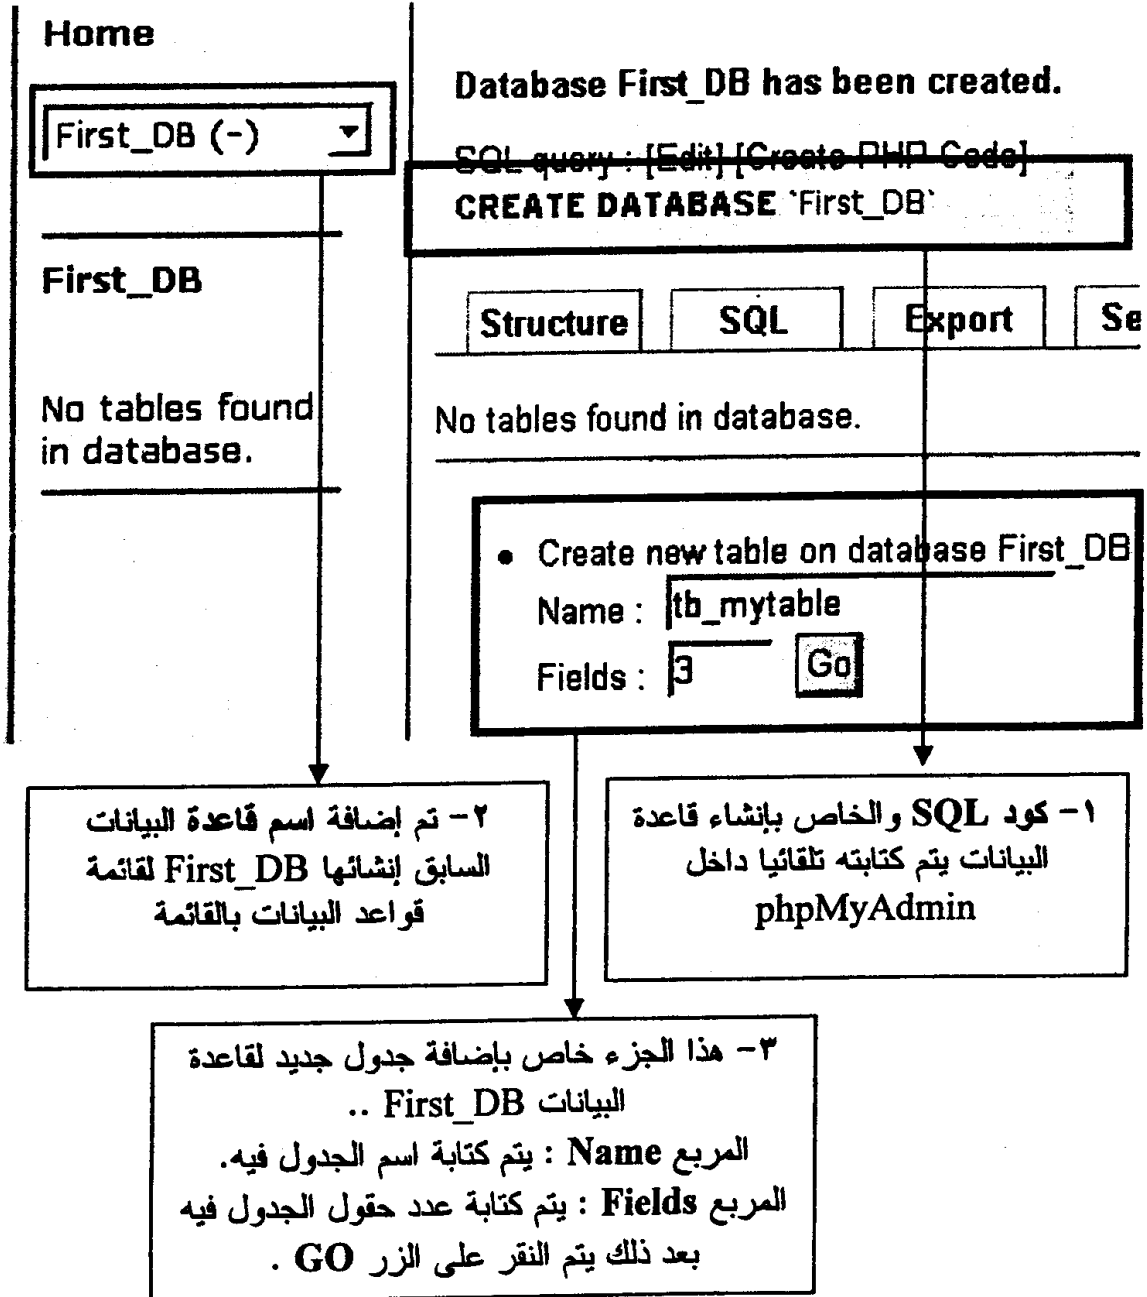 Home
First_DB (-)
First_DB
No tables found
in database.
Database First_DB has been created.
SQL query : [Edit] [Create PHP Code]
CREATE DATABASE `First_DB`
Structure SQL Export Se
No tables found in database.
• Create new table on database First_DB
Name : tb_mytable
Fields : 3 Go
١- كود SQL والخاص بإنشاء قاعدة
البيانات يتم كتابته تلقائيا داخل
phpMyAdmin
٢- تم إضافة اسم قاعدة البيانات
السابق إنشائها First_DB لقائمة
قواعد البيانات بالقائمة
٣- هذا الجزء خاص بإضافة جدول جديد لقاعدة
البيانات First_DB ..
المربع Name : يتم كتابة اسم الجدول فيه.
المربع Fields : يتم كتابة عدد حقول الجدول فيه
بعد ذلك يتم النقر على الزر GO .